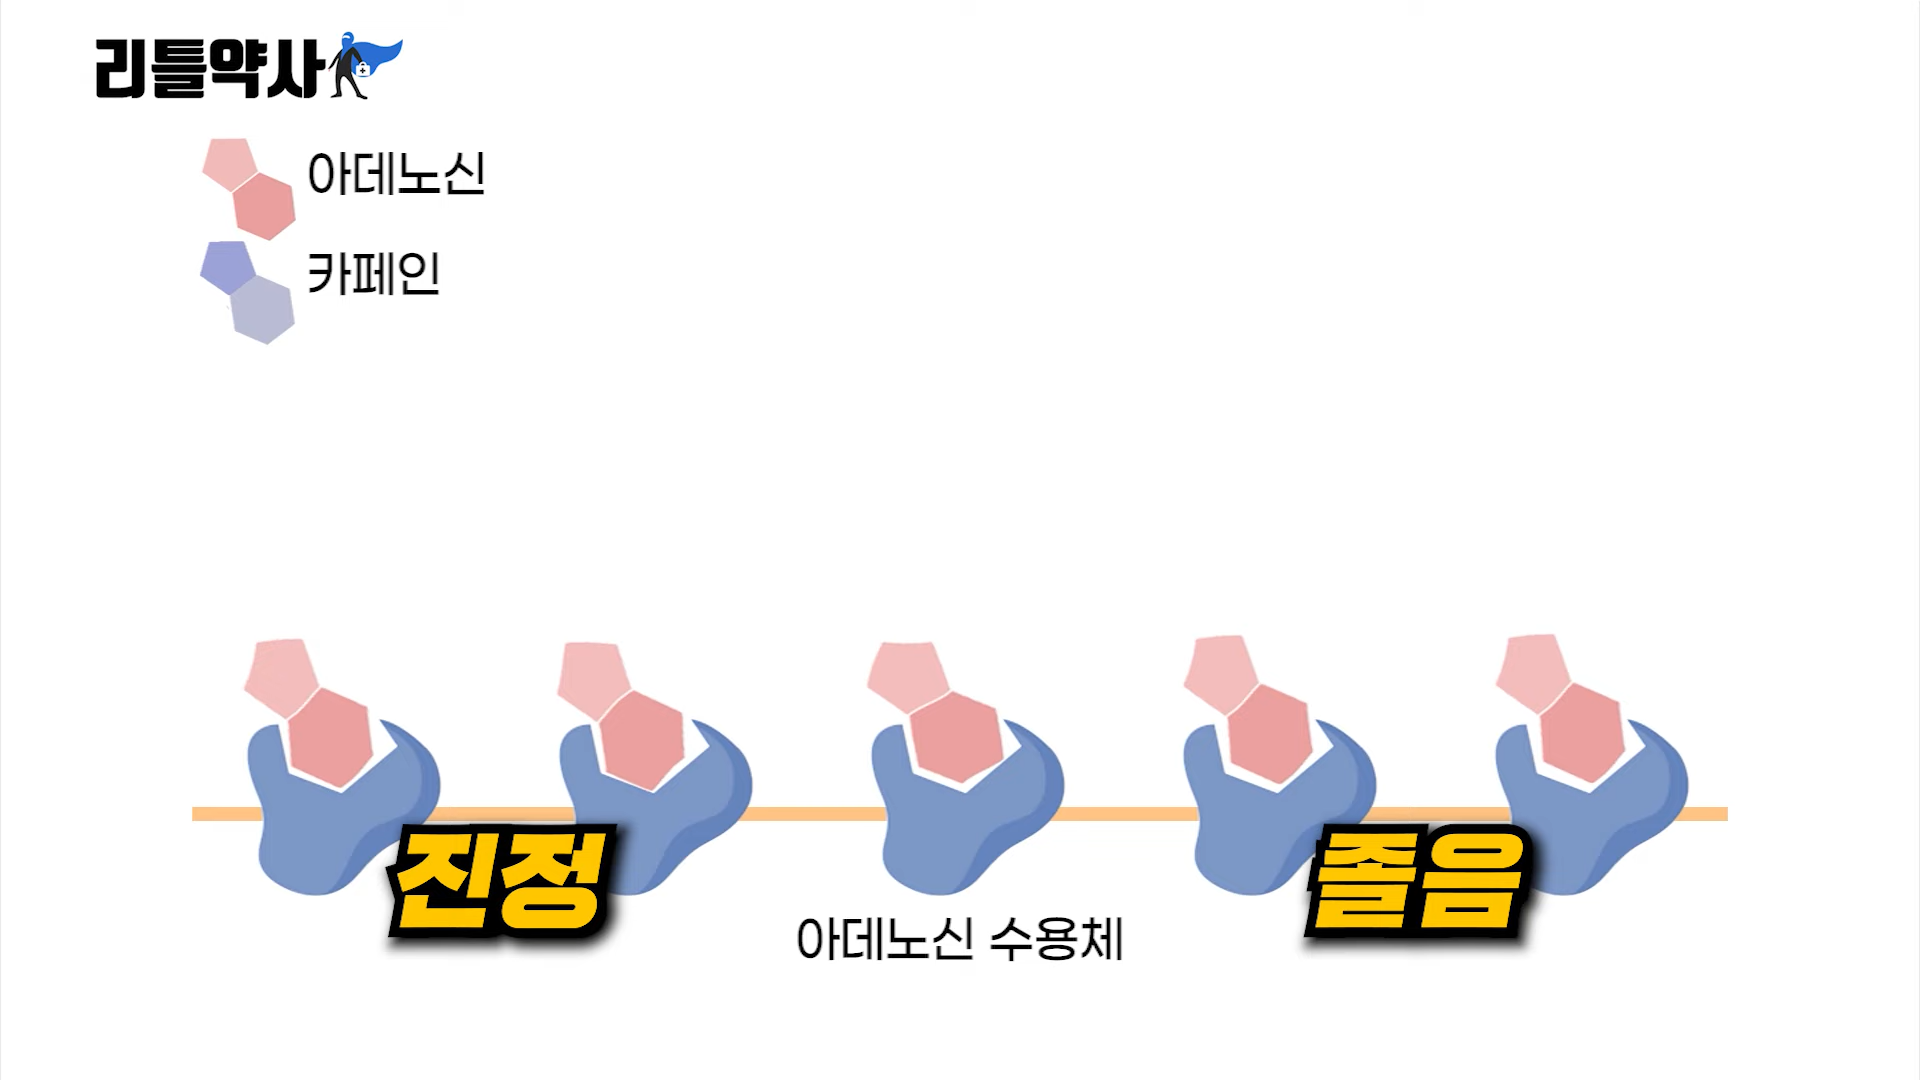 리틀약사
아데노신
카페인
진정
졸음
아데노신 수용체